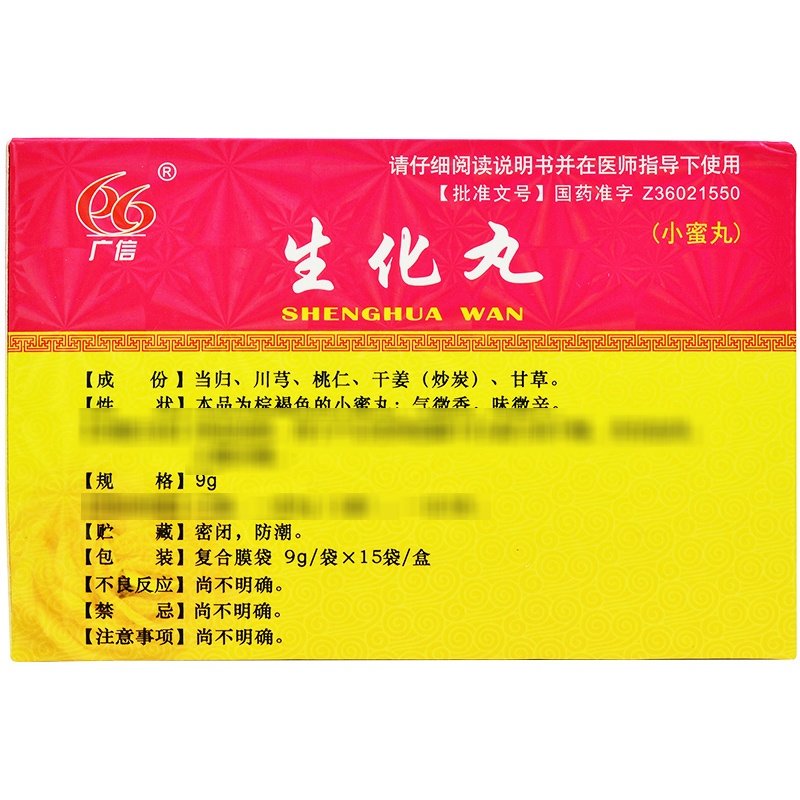 请仔细阅读说明书并在医师指导下使用
【批准文号】国药准字 Z36021550
®
广信
生化丸
(小蜜丸)
SHENGHUA WAN
【成 份】当归、川芎、桃仁、干姜(炒炭)、甘草。
【性 状】本品为棕褐色的小蜜丸；气微香，味微辛。
【规 格】9g
【贮 藏】密闭，防潮。
【包 装】复合膜袋 9g/袋×15袋/盒
【不良反应】尚不明确。
【禁 忌】尚不明确。
【注意事项】尚不明确。